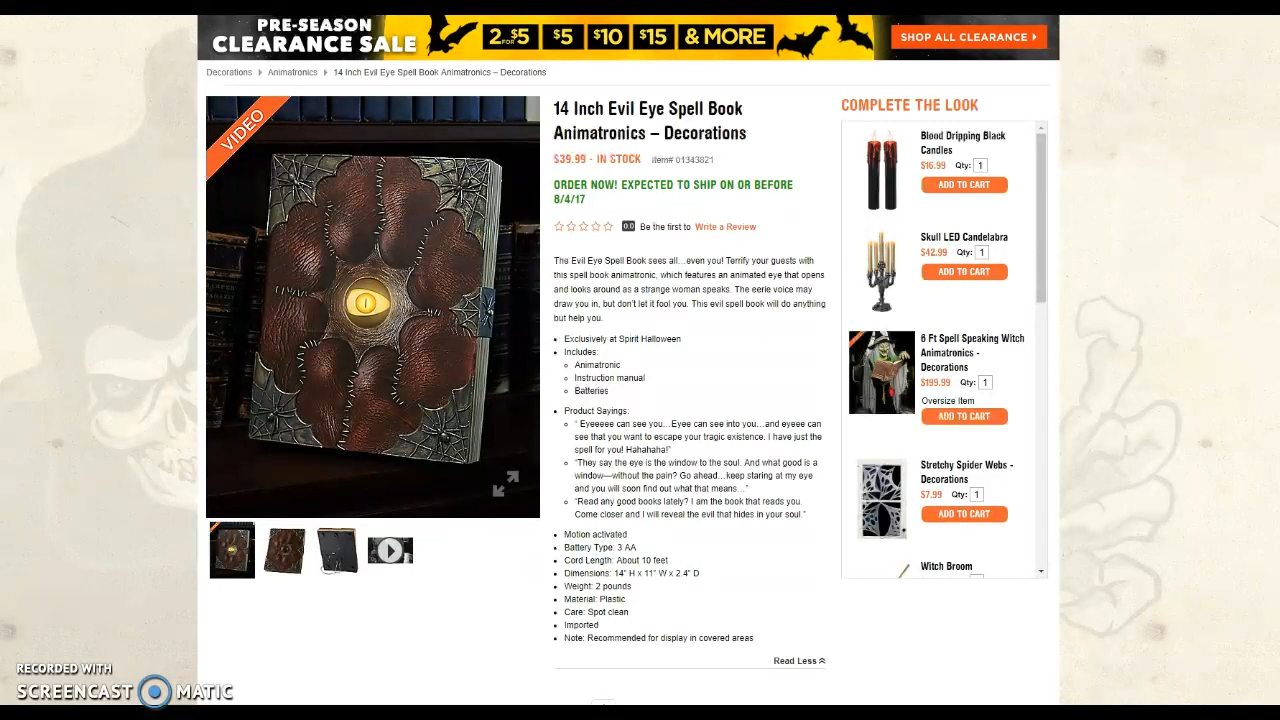 PRE-SEASON
CLEARANCE SALE
2 FOR $5 $5 $10 $15 & MORE
SHOP ALL CLEARANCE
Decorations Animatronics 14 Inch Evil Eye Spell Book Animatronics – Decorations
VIDEO
14 Inch Evil Eye Spell Book
Animatronics – Decorations
$39.99 - IN STOCK item# 01343821
ORDER NOW! EXPECTED TO SHIP ON OR BEFORE
8/4/17
0.0 Be the first to Write a Review
The Evil Eye Spell Book sees all…even you! Terrify your guests with
this spell book animatronic, which features an animated eye that opens
and looks around as a strange woman speaks. The eerie voice may
draw you in, but don't let it fool you. This evil spell book will do anything
but help you.
Exclusively at Spirit Halloween
Includes:
Animatronic
Instruction manual
Batteries
Product Sayings:
" Eyeeeee can see you…Eyee can see into you…and eyeee can
see that you want to escape your tragic existence. I have just the
spell for you! Hahahaha!"
"They say the eye is the window to the soul. And what good is a
window—without the pain? Go ahead…keep staring at my eye
and you will soon find out what that means…"
"Read any good books lately? I am the book that reads you.
Come closer and I will reveal the evil that hides in your soul."
Motion activated
Battery Type: 3 AA
Cord Length: About 10 feet
Dimensions: 14" H x 11" W x 2.4" D
Weight: 2 pounds
Material: Plastic
Care: Spot clean
Imported
Note: Recommended for display in covered areas
Read Less
COMPLETE THE LOOK
Blood Dripping Black
Candles
$16.99 Qty: 1
ADD TO CART
Skull LED Candelabra
$42.99 Qty: 1
ADD TO CART
6 Ft Spell Speaking Witch
Animatronics -
Decorations
$199.99 Qty: 1
Oversize Item
ADD TO CART
Stretchy Spider Webs -
Decorations
$7.99 Qty: 1
ADD TO CART
Witch Broom
RECORDED WITH
SCREENCAST MATIC